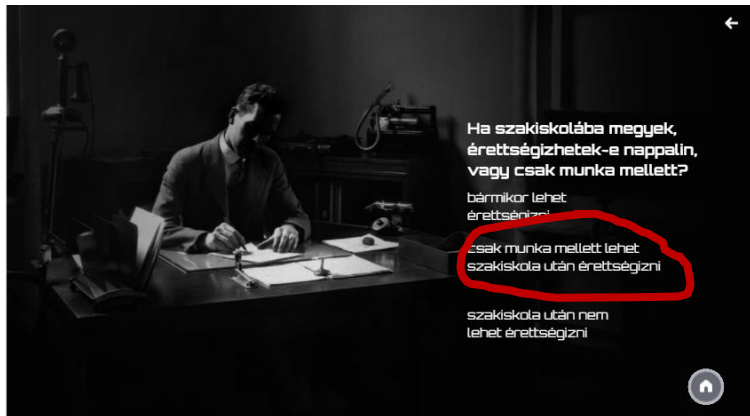 Ha szakiskolába megyek,
érettségizhetek-e nappalin,
vagy csak munka mellett?
bármikor lehet
érettségizni
csak munka mellett lehet
szakiskola után érettségizni
szakiskola után nem
lehet érettségizni